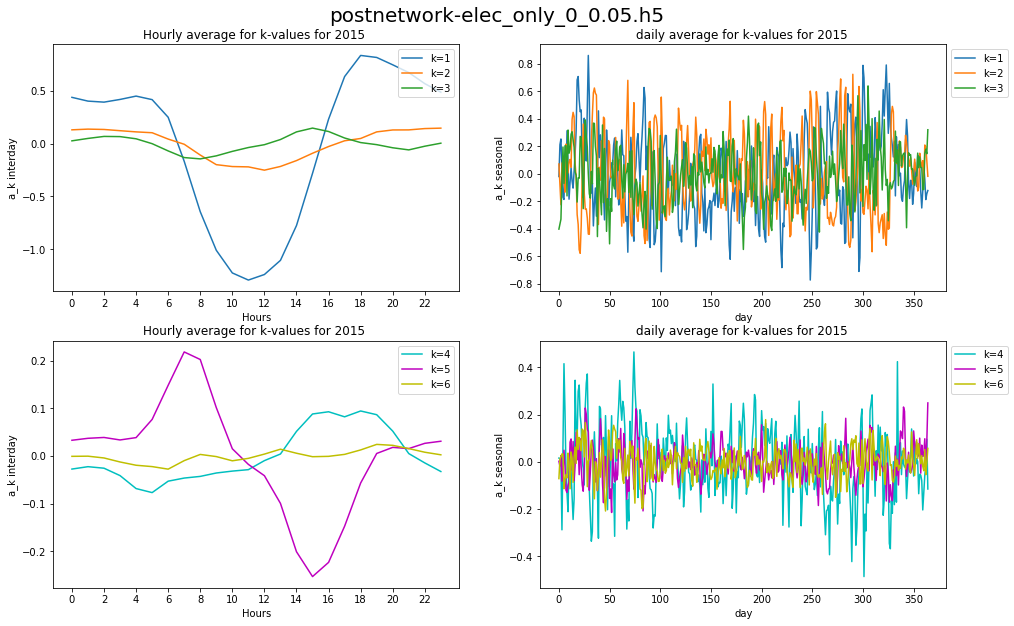 postnetwork-elec_only_0_0.05.h5
Hourly average for k-values for 2015
a_k interday
0.5
0.0
−0.5
−1.0
k=1
k=2
k=3
0 2 4 6 8 10 12 14 16 18 20 22
Hours
daily average for k-values for 2015
a_k seasonal
0.8
0.6
0.4
0.2
0.0
−0.2
−0.4
−0.6
−0.8
k=1
k=2
k=3
0 50 100 150 200 250 300 350
day
Hourly average for k-values for 2015
a_k interday
0.2
0.1
0.0
−0.1
−0.2
k=4
k=5
k=6
0 2 4 6 8 10 12 14 16 18 20 22
Hours
daily average for k-values for 2015
a_k seasonal
0.4
0.2
0.0
−0.2
−0.4
k=4
k=5
k=6
0 50 100 150 200 250 300 350
day